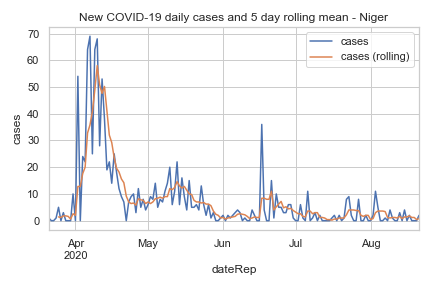 New COVID-19 daily cases and 5 day rolling mean - Niger
cases
cases (rolling)
cases
70
60
50
40
30
20
10
0
Apr
2020
May
Jun
Jul
Aug
dateRep